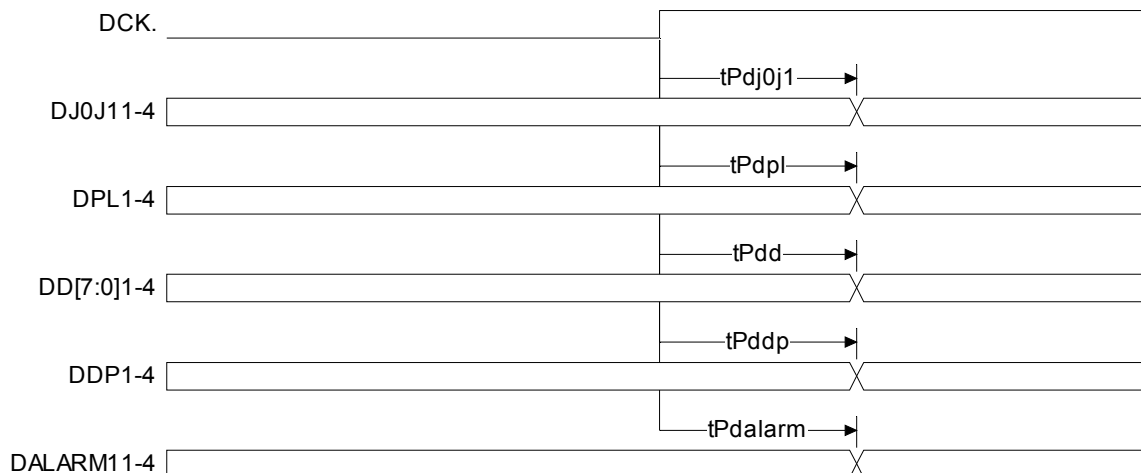 DCK.
tPdj0j1
DJ0J11-4
tPdpl
DPL1-4
tPdd
DD[7:0]1-4
tPddp
DDP1-4
tPdalarm
DALARM11-4